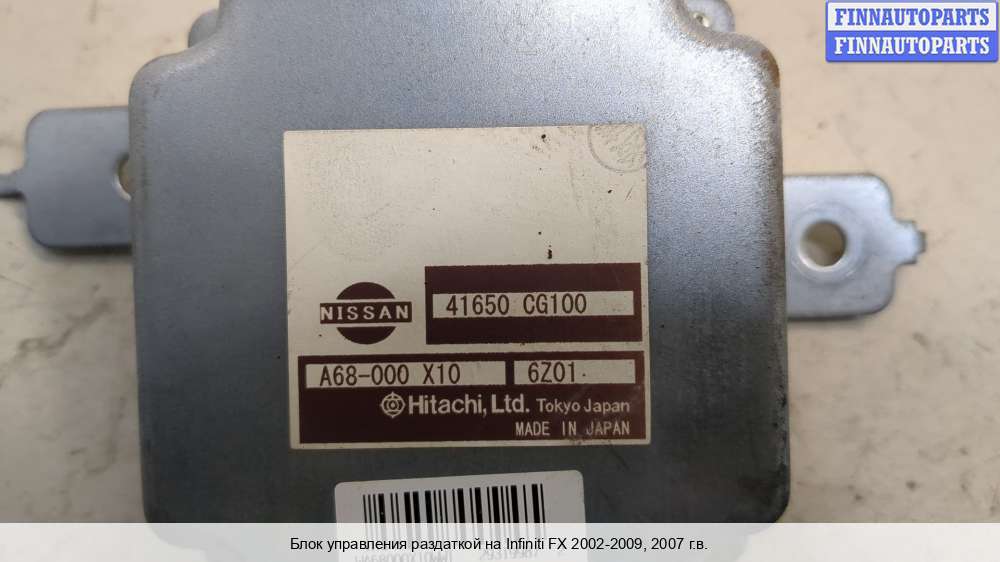 FINNAUTOPARTS
FINNAUTOPARTS
NISSAN
41650 CG100
A68-000 X10
6Z01
Hitachi, Ltd. Tokyo Japan
MADE IN JAPAN
Блок управления раздаткой на Infiniti FX 2002-2009, 2007 г.в.